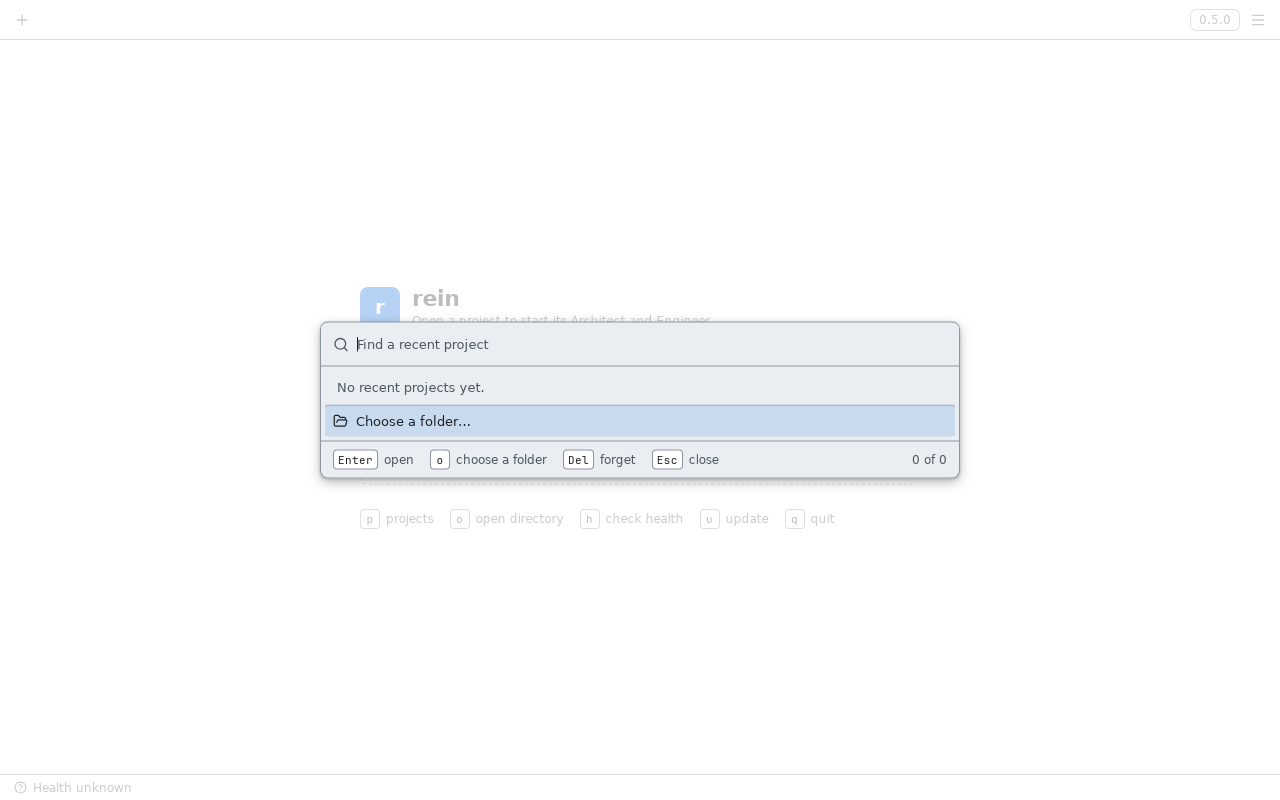 0.5.0
r rein
Open a project to start its Architect and Engineer.
Find a recent project
No recent projects yet.
Choose a folder...
Enter open o choose a folder Del forget Esc close 0 of 0
p projects o open directory h check health u update q quit
Health unknown